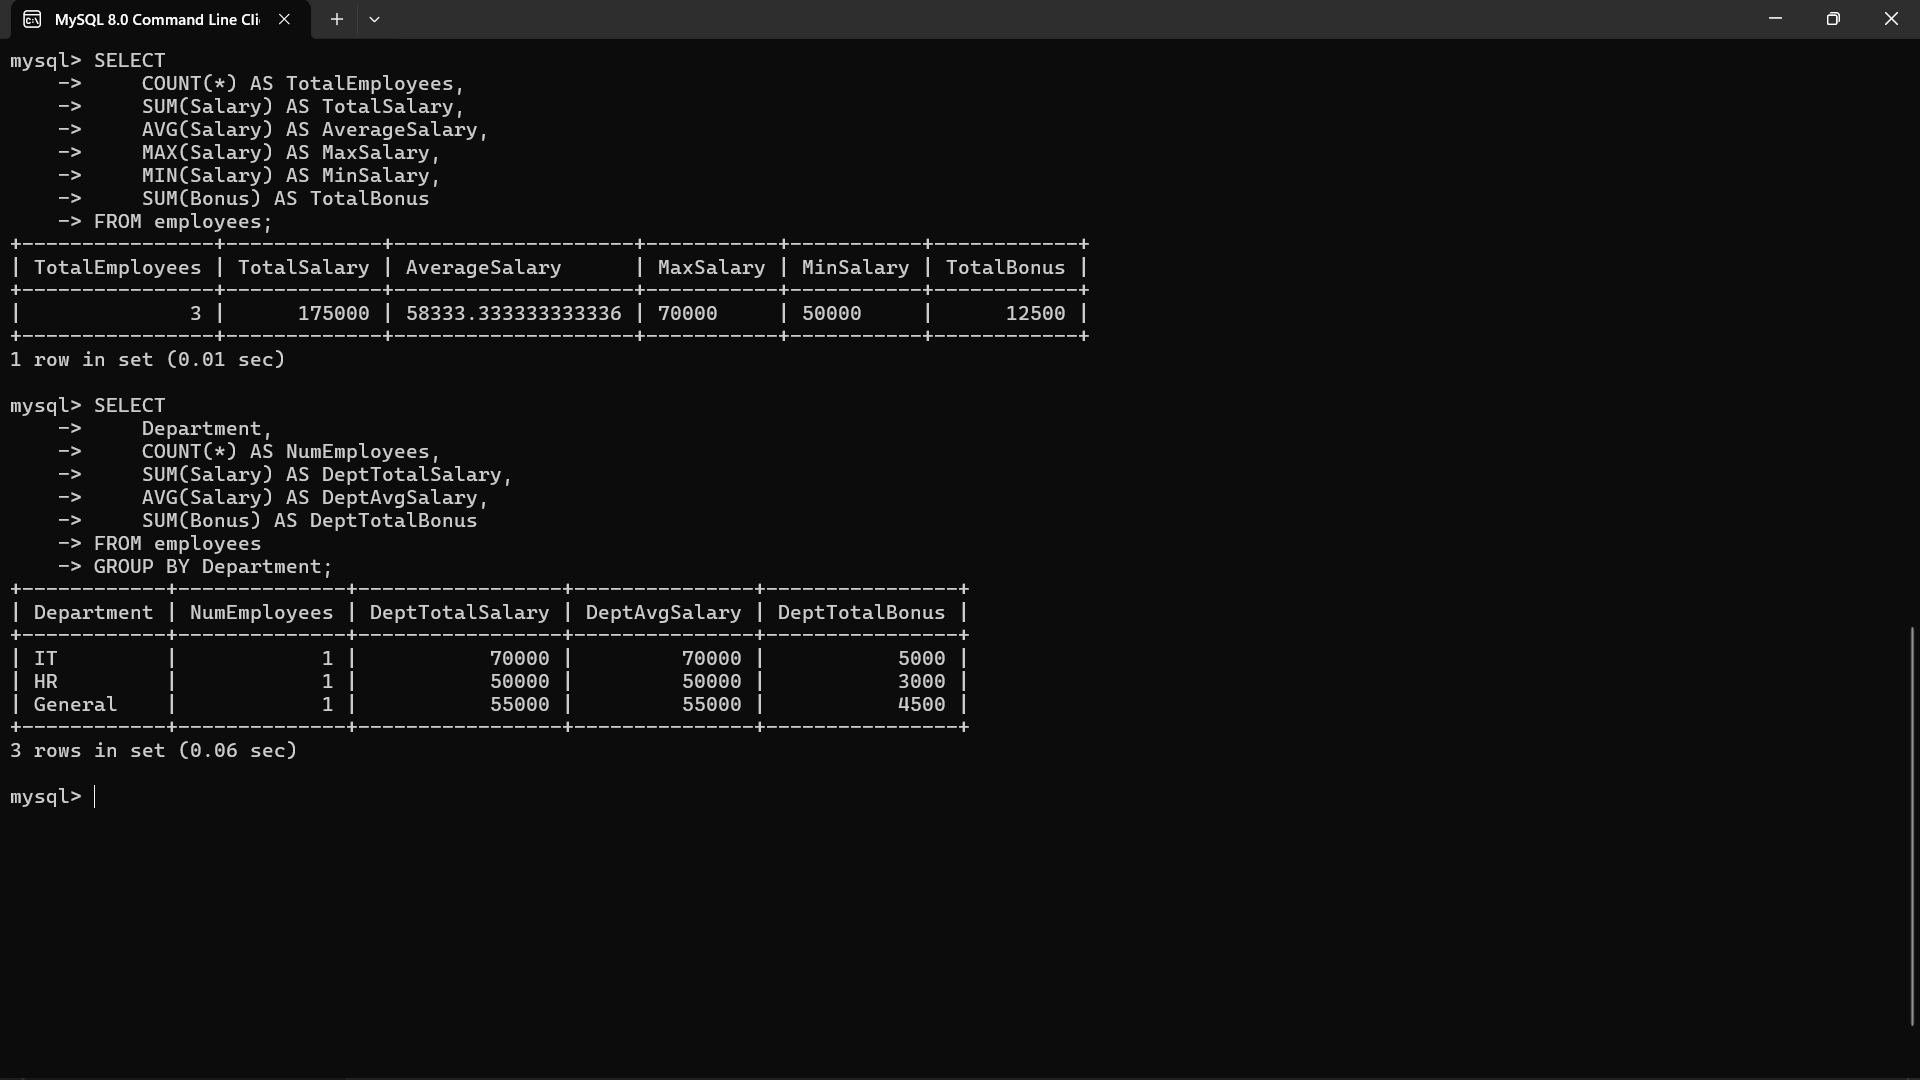 MySQL 8.0 Command Line Cli
mysql> SELECT
    ->     COUNT(*) AS TotalEmployees,
    ->     SUM(Salary) AS TotalSalary,
    ->     AVG(Salary) AS AverageSalary,
    ->     MAX(Salary) AS MaxSalary,
    ->     MIN(Salary) AS MinSalary,
    ->     SUM(Bonus) AS TotalBonus
    -> FROM employees;
+----------------+-------------+--------------------+-----------+-----------+------------+
| TotalEmployees | TotalSalary | AverageSalary      | MaxSalary | MinSalary | TotalBonus |
+----------------+-------------+--------------------+-----------+-----------+------------+
|              3 |      175000 | 58333.333333333336 | 70000     | 50000     |      12500 |
+----------------+-------------+--------------------+-----------+-----------+------------+
1 row in set (0.01 sec)

mysql> SELECT
    ->     Department,
    ->     COUNT(*) AS NumEmployees,
    ->     SUM(Salary) AS DeptTotalSalary,
    ->     AVG(Salary) AS DeptAvgSalary,
    ->     SUM(Bonus) AS DeptTotalBonus
    -> FROM employees
    -> GROUP BY Department;
+------------+--------------+-----------------+---------------+----------------+
| Department | NumEmployees | DeptTotalSalary | DeptAvgSalary | DeptTotalBonus |
+------------+--------------+-----------------+---------------+----------------+
| IT         |            1 |           70000 |         70000 |           5000 |
| HR         |            1 |           50000 |         50000 |           3000 |
| General    |            1 |           55000 |         55000 |           4500 |
+------------+--------------+-----------------+---------------+----------------+
3 rows in set (0.06 sec)

mysql>